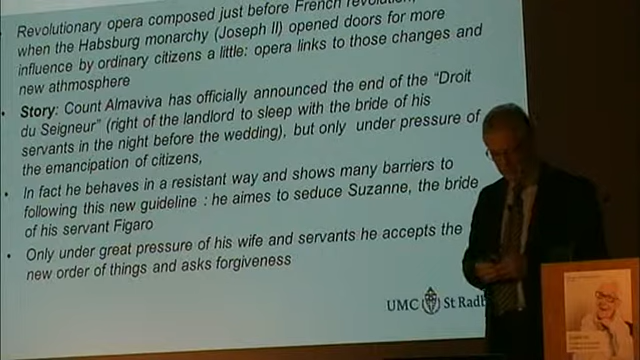 Revolutionary opera composed just before French revolution,
when the Habsburg monarchy (Joseph II) opened doors for more
influence by ordinary citizens a little: opera links to those changes and
new athmosphere
• Story: Count Almaviva has officially announced the end of the "Droit
du Seigneur" (right of the landlord to sleep with the bride of his
servants in the night before the wedding), but only under pressure of
the emancipation of citizens,
• In fact he behaves in a resistant way and shows many barriers to
following this new guideline : he aimes to seduce Suzanne, the bride
of his servant Figaro
• Only under great pressure of his wife and servants he accepts the
new order of things and asks forgiveness
UMC St Radb